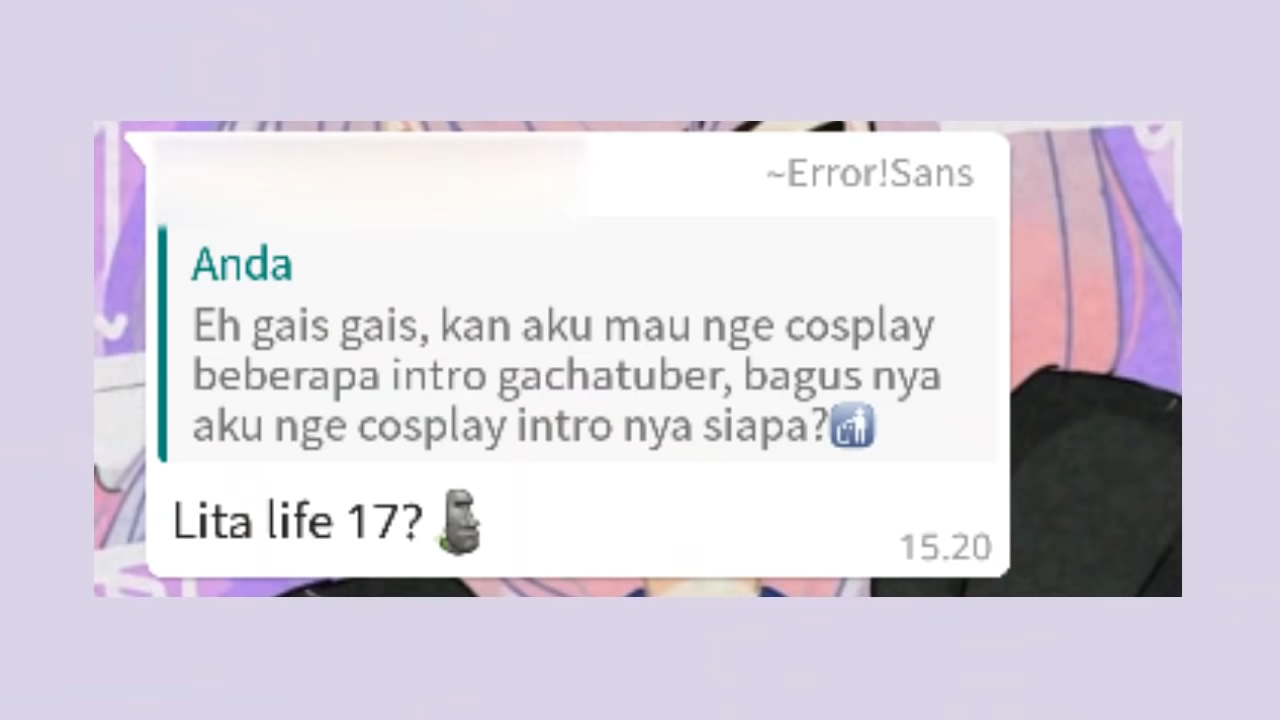 ~Error!Sans
Anda
Eh gais gais, kan aku mau nge cosplay
beberapa intro gachatuber, bagus nya
aku nge cosplay intro nya siapa?🚮
Lita life 17? 🗿
15.20